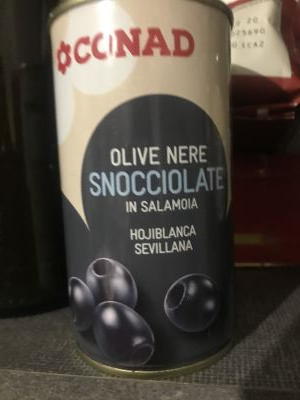 CONAD
OLIVE NERE
SNOCCIOLATE
IN SALAMOIA
HOJIBLANCA
SEVILLANA